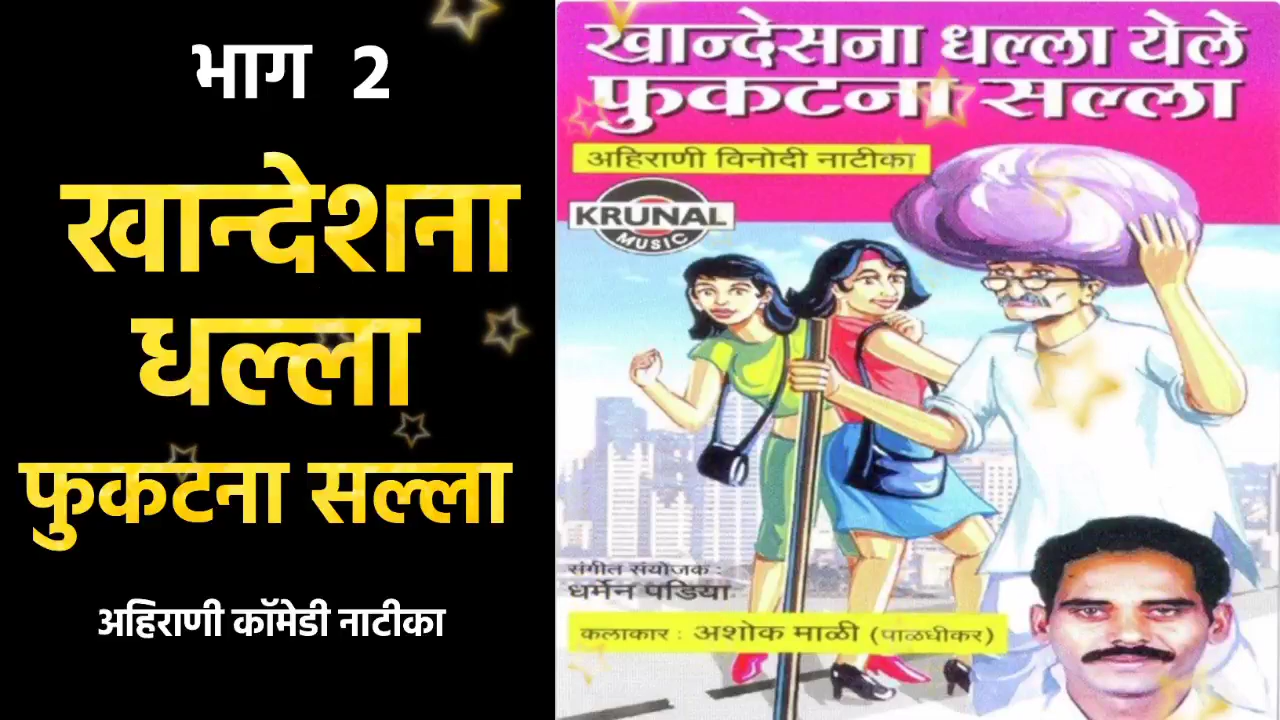 भाग 2
खान्देशना
धल्ला
फुकटना सल्ला
अहिराणी कॉमेडी नाटीका
खान्देसना धल्ला येले
फुकटना सल्ला
अहिराणी विनोदी नाटीका
KRUNAL
MUSIC
संगीत संयोजक :
धर्मेन पडिया
कलाकार : अशोक माळी (पाळधीकर)